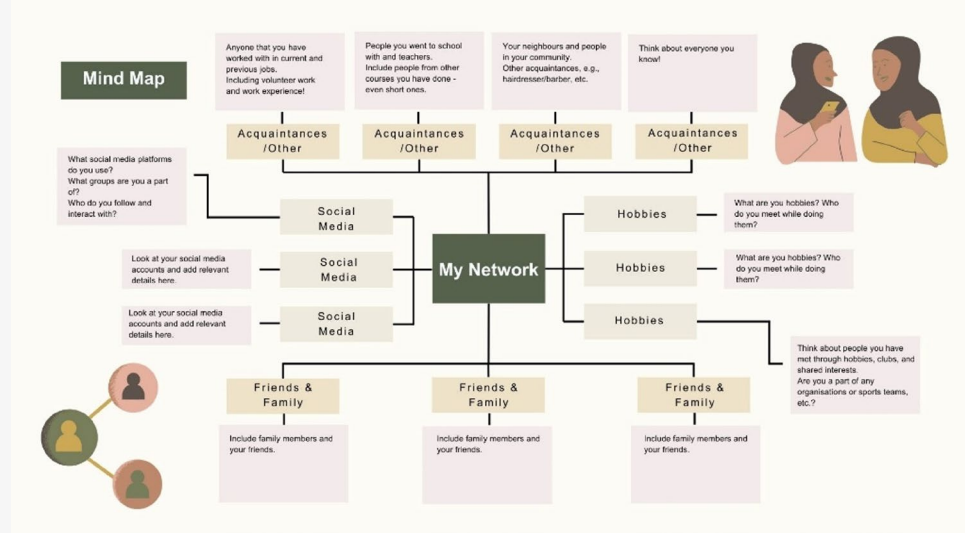 Mind Map
Anyone that you have
worked with in current and
previous jobs.
Including volunteer work
and work experience!
People you went to school
with and teachers.
Include people from other
courses you have done -
even short ones.
Your neighbours and people
in your community.
Other acquaintances, e.g.,
hairdresser/barber, etc.
Think about everyone you
know!
Acquaintances
/Other
Acquaintances
/Other
Acquaintances
/Other
Acquaintances
/Other
What social media platforms
do you use?
What groups are you a part
of?
Who do you follow and
interact with?
Social
Media
Look at your social media
accounts and add relevant
details here.
Social
Media
Look at your social media
accounts and add relevant
details here.
Social
Media
My Network
Hobbies
What are you hobbies? Who
do you meet while doing
them?
Hobbies
What are you hobbies? Who
do you meet while doing
them?
Hobbies
Think about people you have
met through hobbies, clubs, and
shared interests.
Are you a part of any
organisations or sports teams,
etc.?
Friends &
Family
Friends &
Family
Friends &
Family
Include family members and
your friends.
Include family members and
your friends.
Include family members and
your friends.